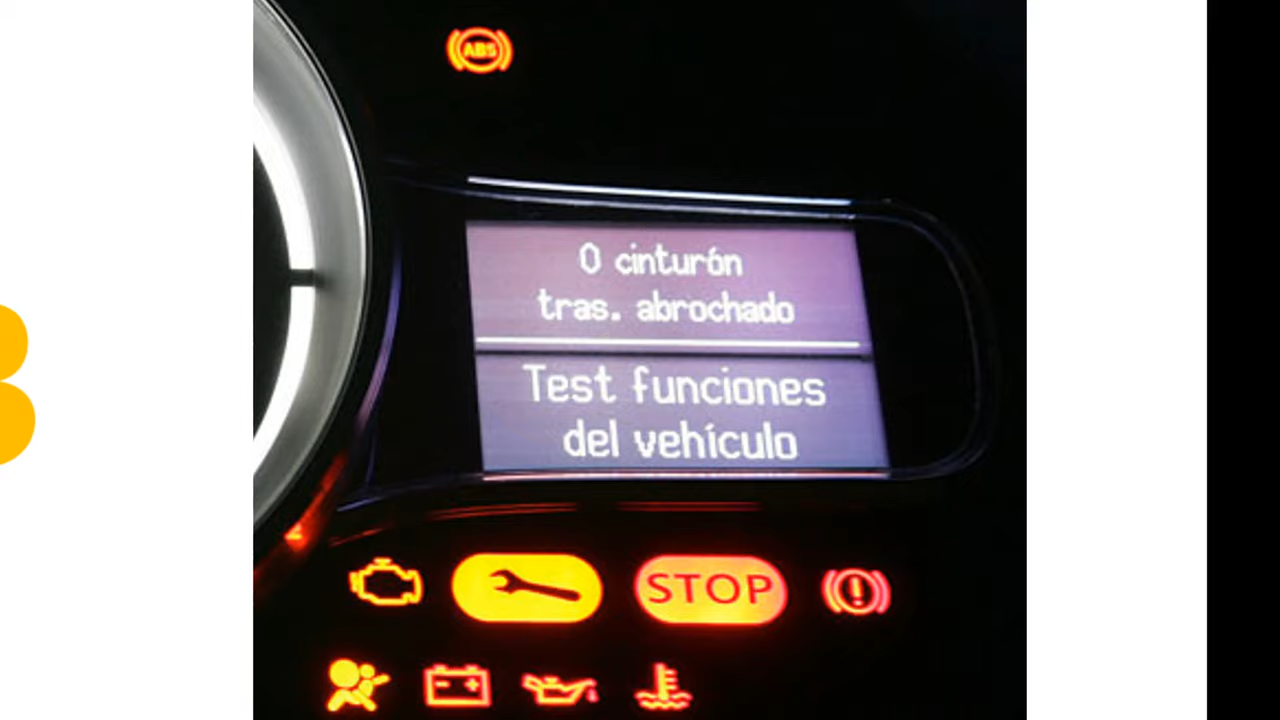 ABS
0 cinturón
tras. abrochado
Test funciones
del vehículo
STOP